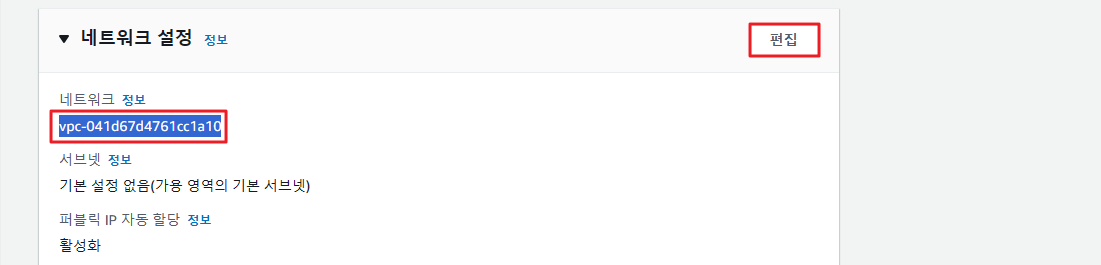 ▼ 네트워크 설정 정보 편집
네트워크 정보
vpc-041d67d4761cc1a10
서브넷 정보
기본 설정 없음(가용 영역의 기본 서브넷)
퍼블릭 IP 자동 할당 정보
활성화